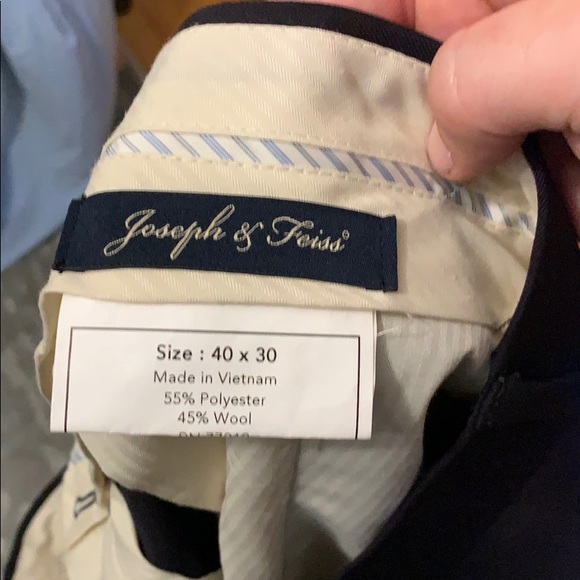 Joseph & Feiss®
Size : 40 x 30
Made in Vietnam
55% Polyester
45% Wool